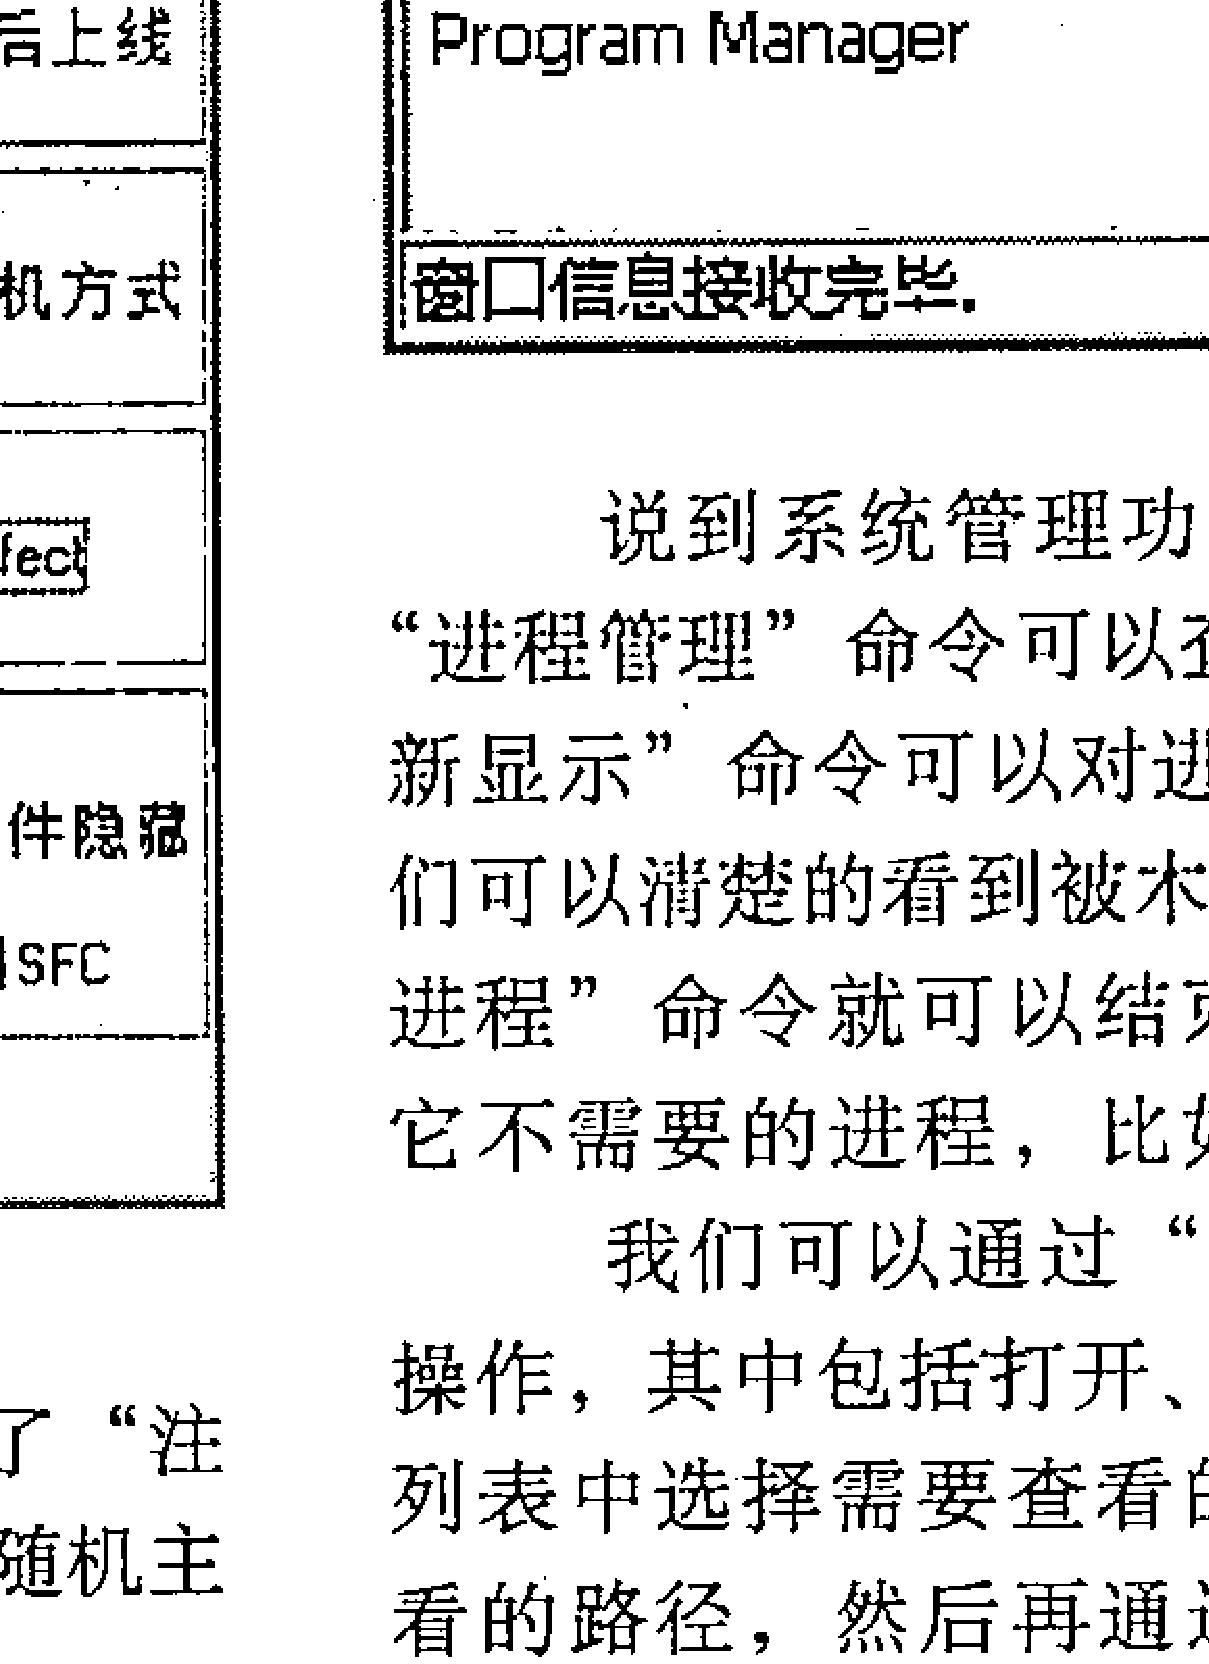 后上线
机方式
fect
件隐藏
SFC
了“注
随机主
Program Manager
窗口信息接收完毕.
说到系统管理功
“进程管理”命令可以
新显示”命令可以对进
们可以清楚的看到被木
进程”命令就可以结
它不需要的进程，比如
我们可以通过“
操作，其中包括打开、
列表中选择需要查看的
看的路径，然后再通过